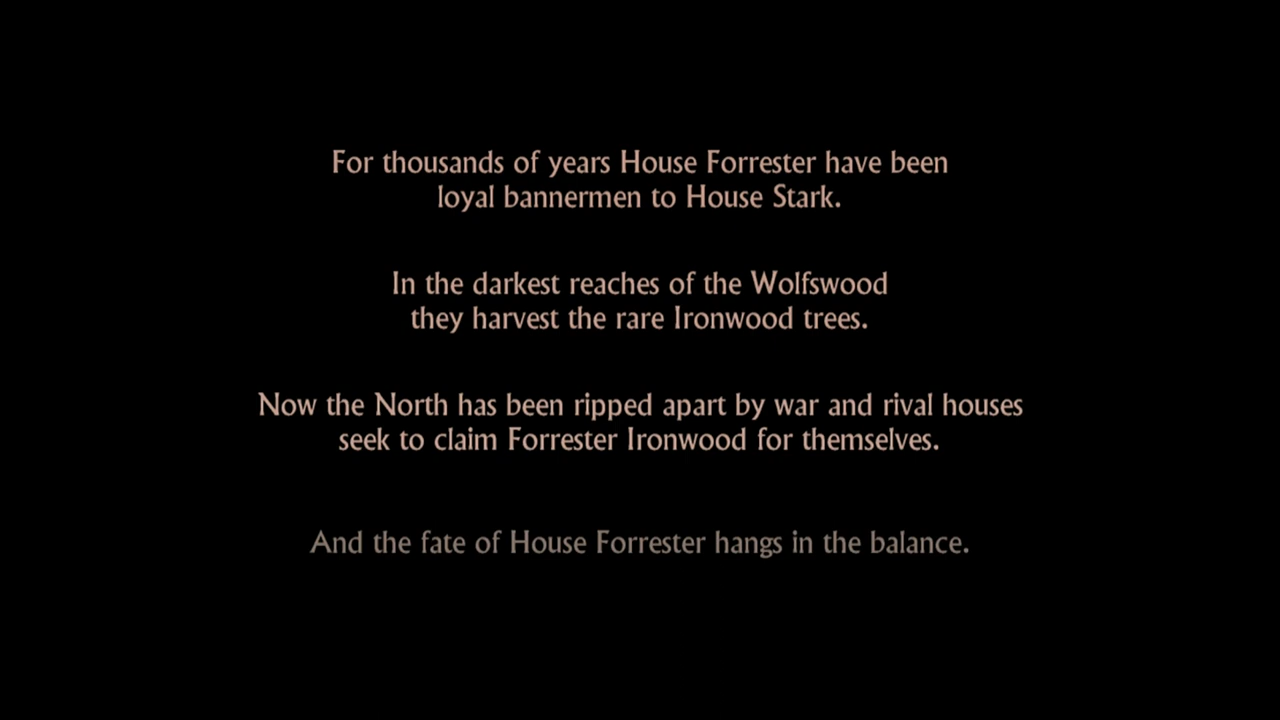 For thousands of years House Forrester have been
loyal bannermen to House Stark.
In the darkest reaches of the Wolfswood
they harvest the rare Ironwood trees.
Now the North has been ripped apart by war and rival houses
seek to claim Forrester Ironwood for themselves.
And the fate of House Forrester hangs in the balance.